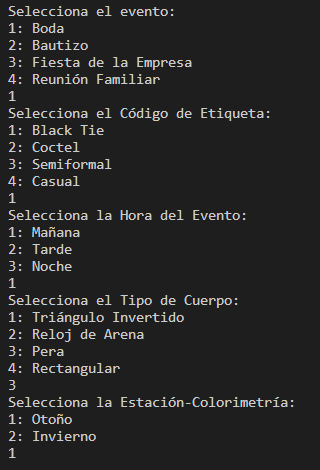 Selecciona el evento:
1: Boda
2: Bautizo
3: Fiesta de la Empresa
4: Reunión Familiar
1
Selecciona el Código de Etiqueta:
1: Black Tie
2: Coctel
3: Semiformal
4: Casual
1
Selecciona la Hora del Evento:
1: Mañana
2: Tarde
3: Noche
1
Selecciona el Tipo de Cuerpo:
1: Triángulo Invertido
2: Reloj de Arena
3: Pera
4: Rectangular
3
Selecciona la Estación-Colorimetría:
1: Otoño
2: Invierno
1